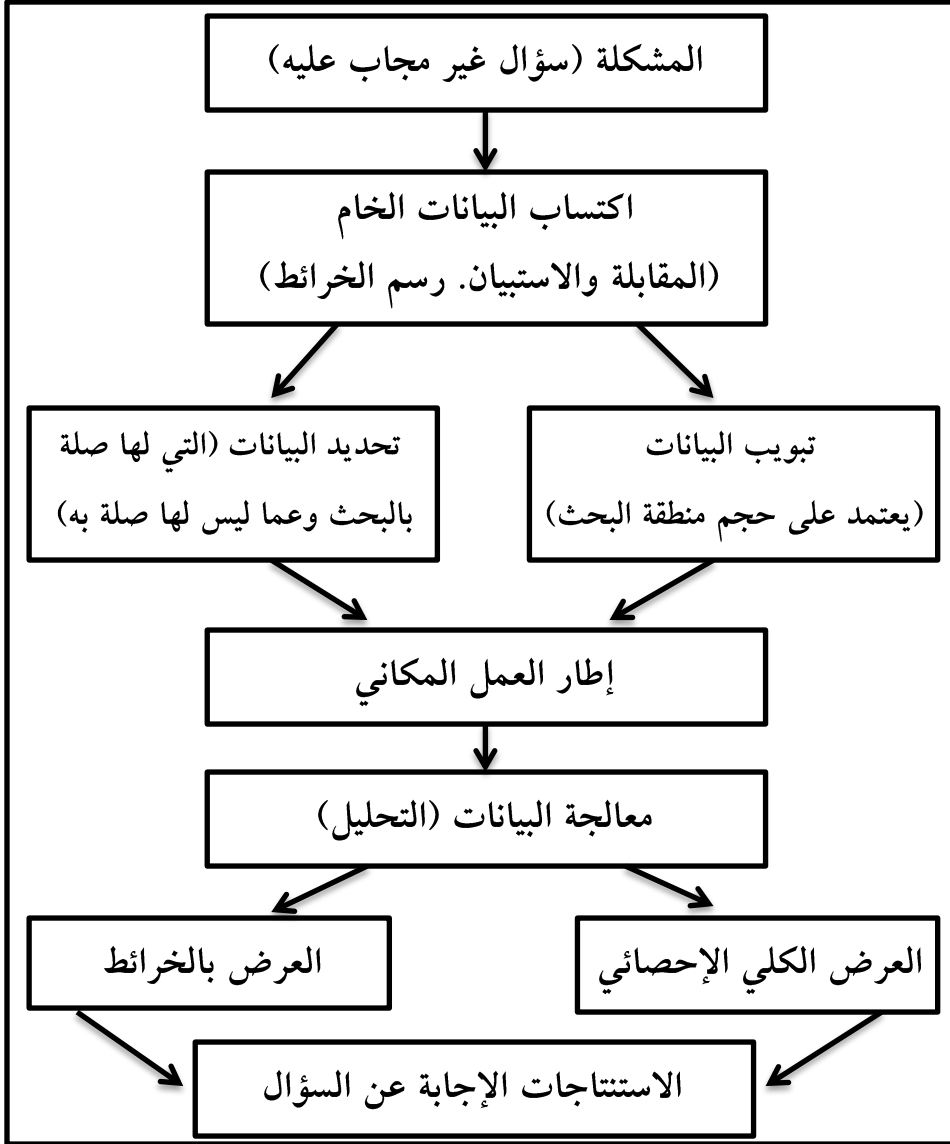 المشكلة (سؤال غير مجاب عليه)
اكتساب البيانات الخام
(المقابلة والاستبيان. رسم الخرائط)
تبويب البيانات
(يعتمد على حجم منطقة البحث)
تحديد البيانات (التي لها صلة
بالبحث وعما ليس لها صلة به)
إطار العمل المكاني
معالجة البيانات (التحليل)
العرض الكلي الإحصائي
العرض بالخرائط
الاستنتاجات الإجابة عن السؤال